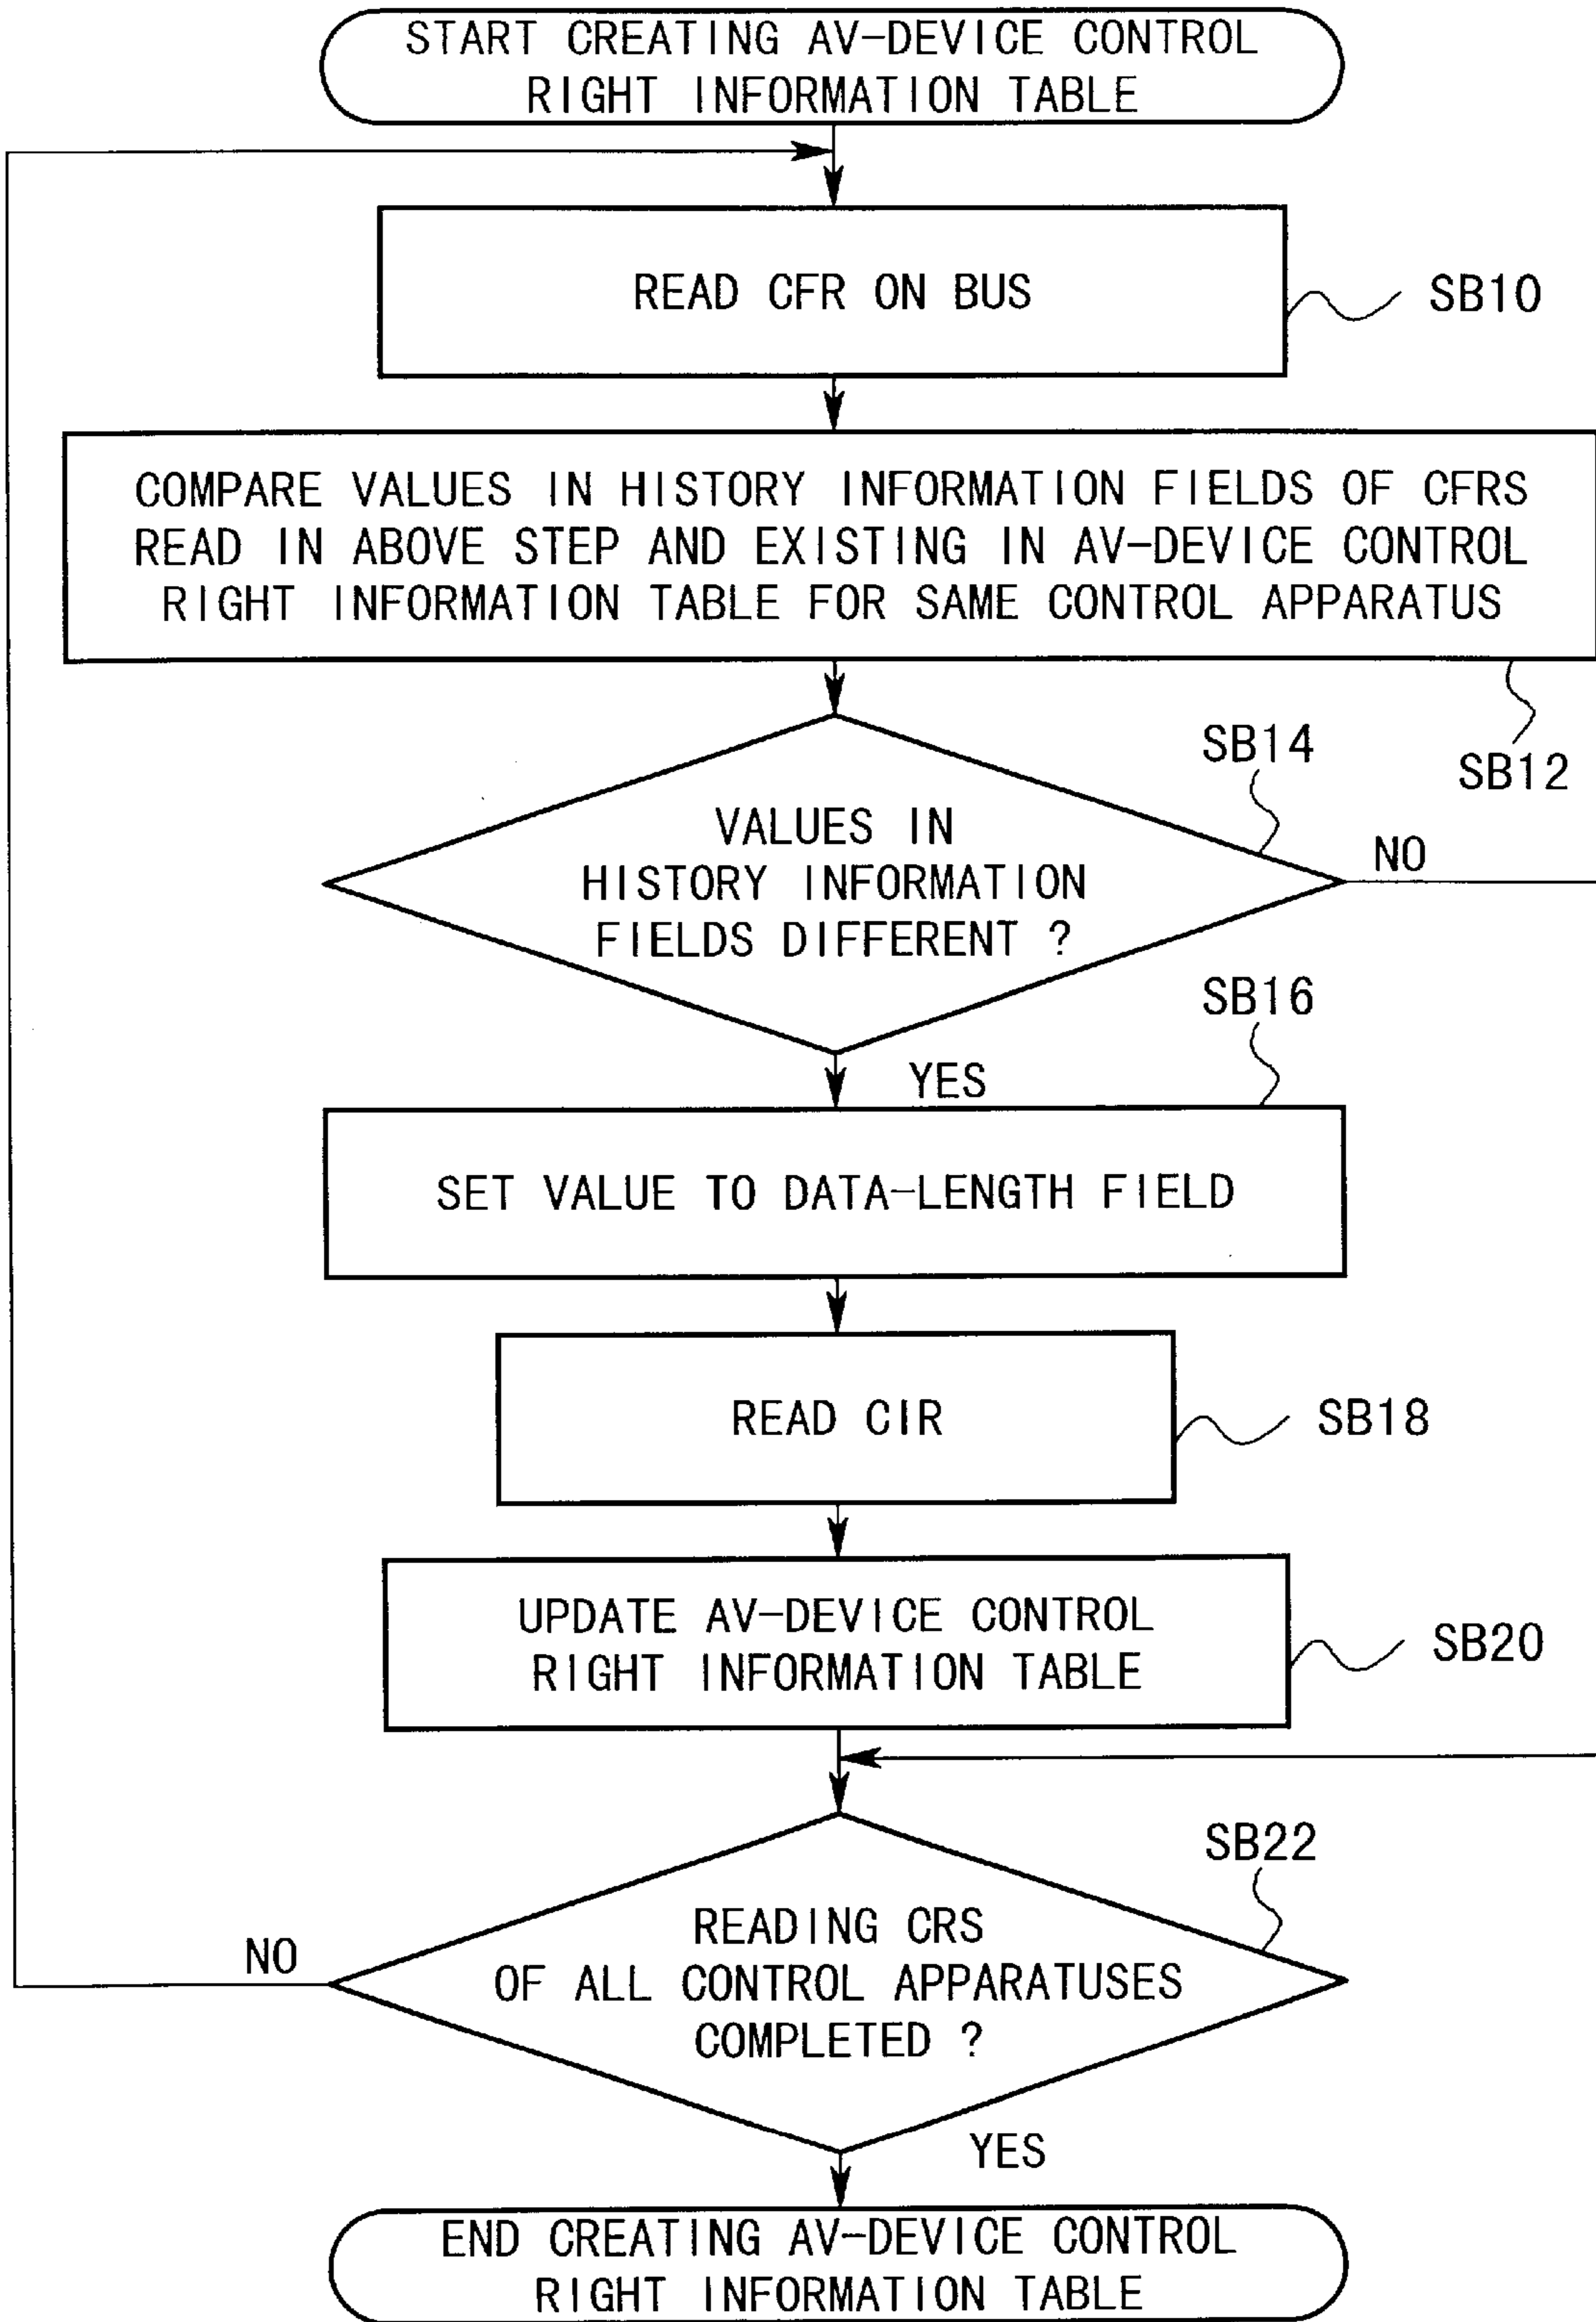 START CREATING AV-DEVICE CONTROL
RIGHT INFORMATION TABLE
READ CFR ON BUS
SB10
COMPARE VALUES IN HISTORY INFORMATION FIELDS OF CFRS
READ IN ABOVE STEP AND EXISTING IN AV-DEVICE CONTROL
RIGHT INFORMATION TABLE FOR SAME CONTROL APPARATUS
SB12
SB14
VALUES IN
HISTORY INFORMATION
FIELDS DIFFERENT ?
NO
YES
SB16
SET VALUE TO DATA-LENGTH FIELD
READ CIR
SB18
UPDATE AV-DEVICE CONTROL
RIGHT INFORMATION TABLE
SB20
SB22
READING CRS
OF ALL CONTROL APPARATUSES
COMPLETED ?
NO
YES
END CREATING AV-DEVICE CONTROL
RIGHT INFORMATION TABLE